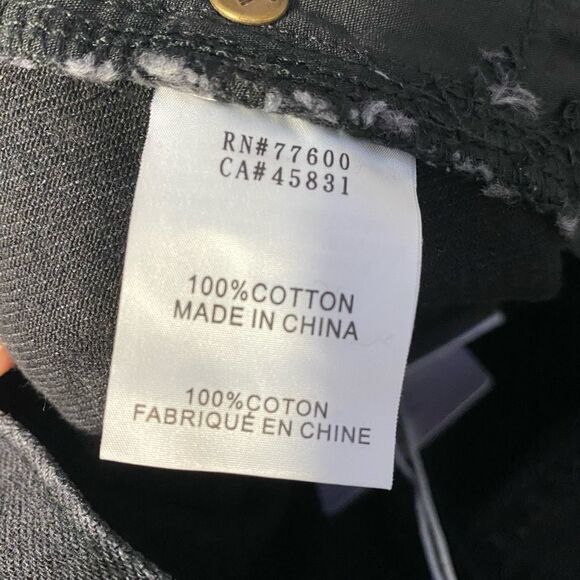 RN#77600
CA#45831
100%COTTON
MADE IN CHINA
100%COTON
FABRIQUÉ EN CHINE